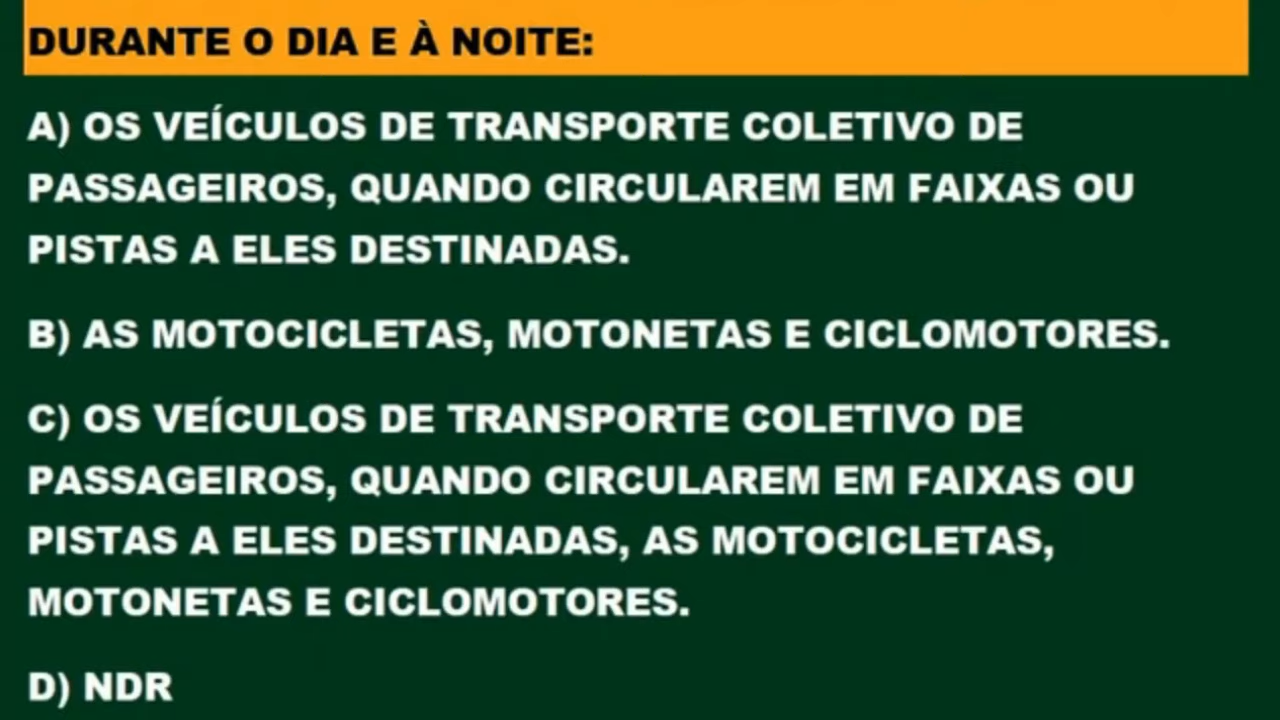 DURANTE O DIA E À NOITE:
A) OS VEÍCULOS DE TRANSPORTE COLETIVO DE
PASSAGEIROS, QUANDO CIRCULAREM EM FAIXAS OU
PISTAS A ELES DESTINADAS.
B) AS MOTOCICLETAS, MOTONETAS E CICLOMOTORES.
C) OS VEÍCULOS DE TRANSPORTE COLETIVO DE
PASSAGEIROS, QUANDO CIRCULAREM EM FAIXAS OU
PISTAS A ELES DESTINADAS, AS MOTOCICLETAS,
MOTONETAS E CICLOMOTORES.
D) NDR